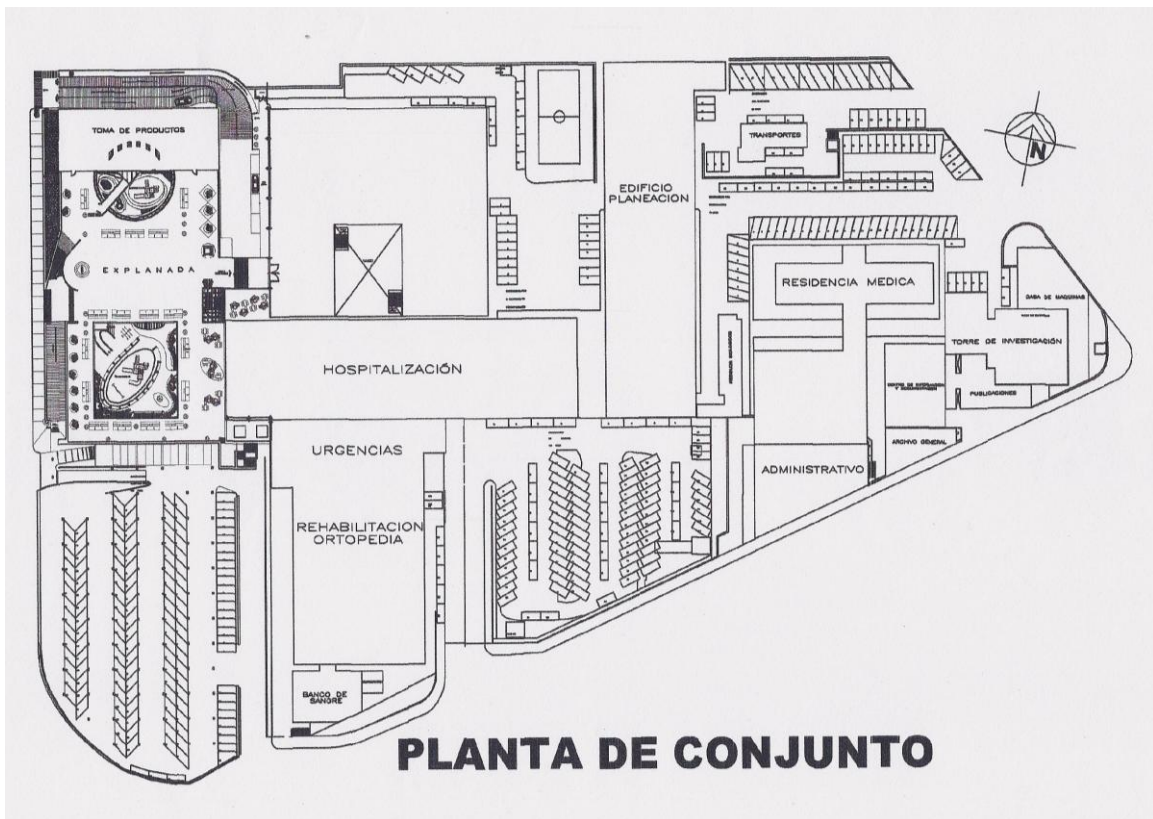 TOMA DE PRODUCTOS
EXPLANADA
HOSPITALIZACIÓN
URGENCIAS
REHABILITACION
ORTOPEDIA
BANCO DE
SANGRE
EDIFICIO
PLANEACION
TRANSPORTES
N
RESIDENCIA MEDICA
CASA DE MAQUINAS
TORRE DE INVESTIGACIÓN
PUBLICACIONES
ARCHIVO GENERAL
ADMINISTRATIVO
PLANTA DE CONJUNTO